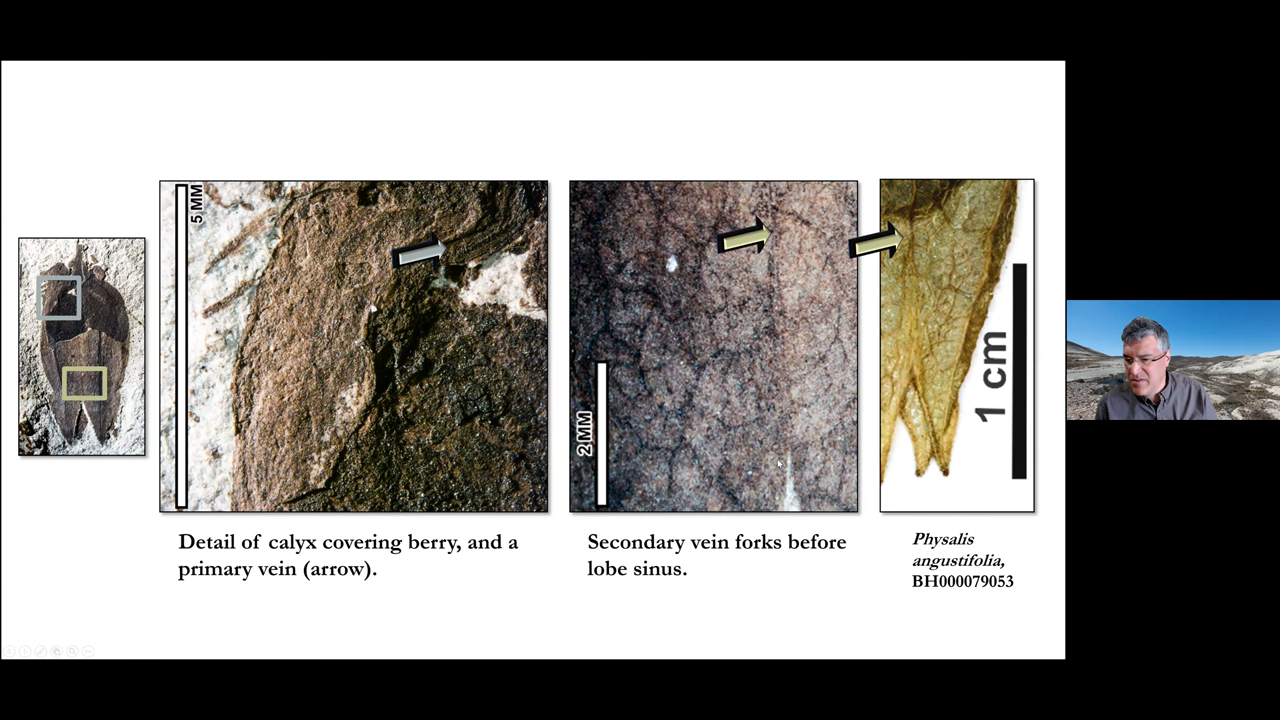 5 MM
2 MM
1 cm
Detail of calyx covering berry, and a
primary vein (arrow).
Secondary vein forks before
lobe sinus.
Physalis
angustifolia,
BH000079053